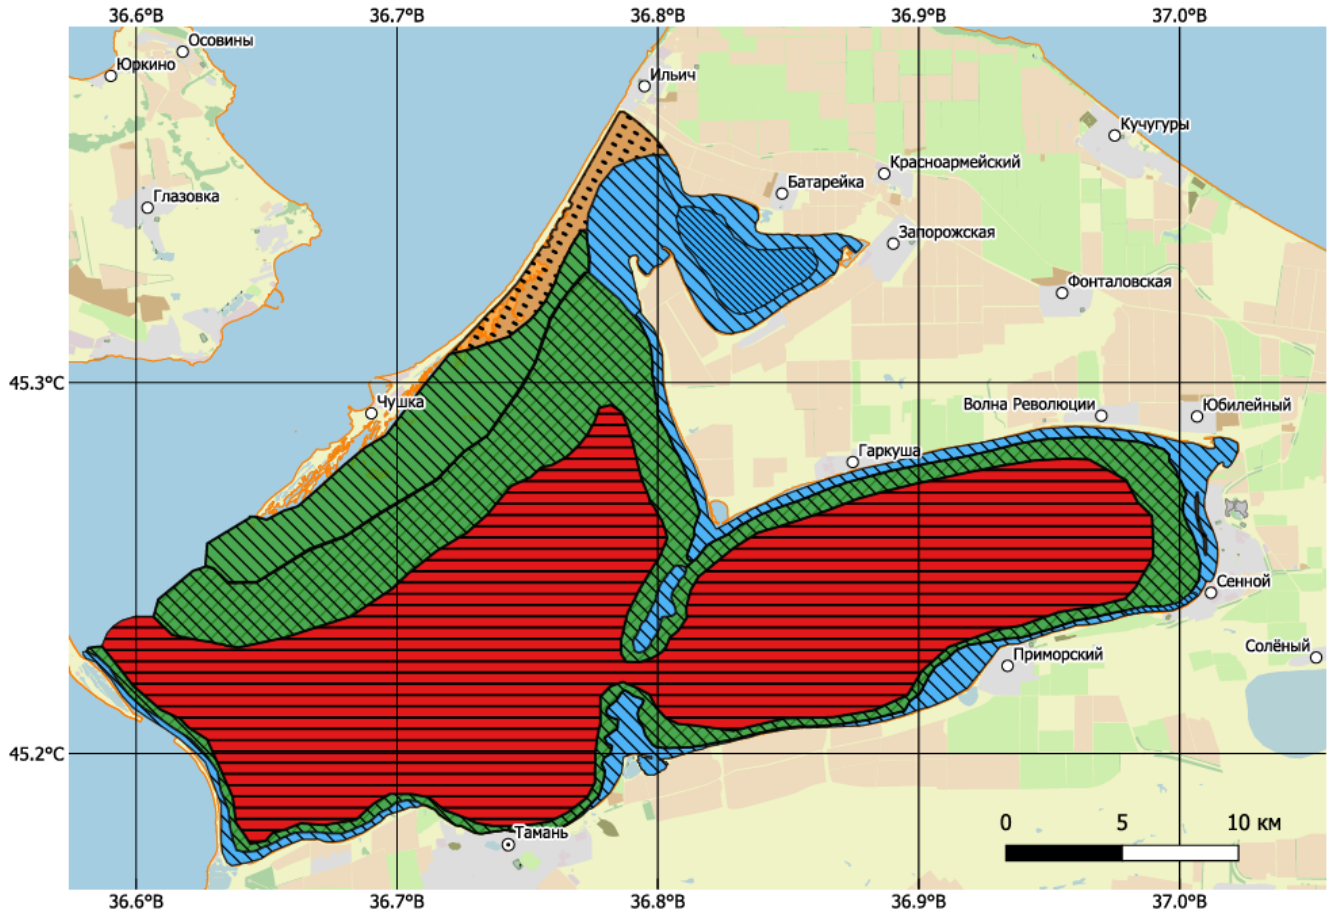 36.6°В 36.7°В 36.8°В 36.9°В 37.0°В
Осовины
Юркино
Ильич
Кучугуры
Красноармейский
Батарейка
Глазовка
Запорожская
Фонталовская
45.3°С
Чушка
Волна Революции
Юбилейный
Гаркуша
Сенной
Солёный
Приморский
45.2°С
0 5 10 км
Тамань
36.6°В 36.7°В 36.8°В 36.9°В 37.0°В